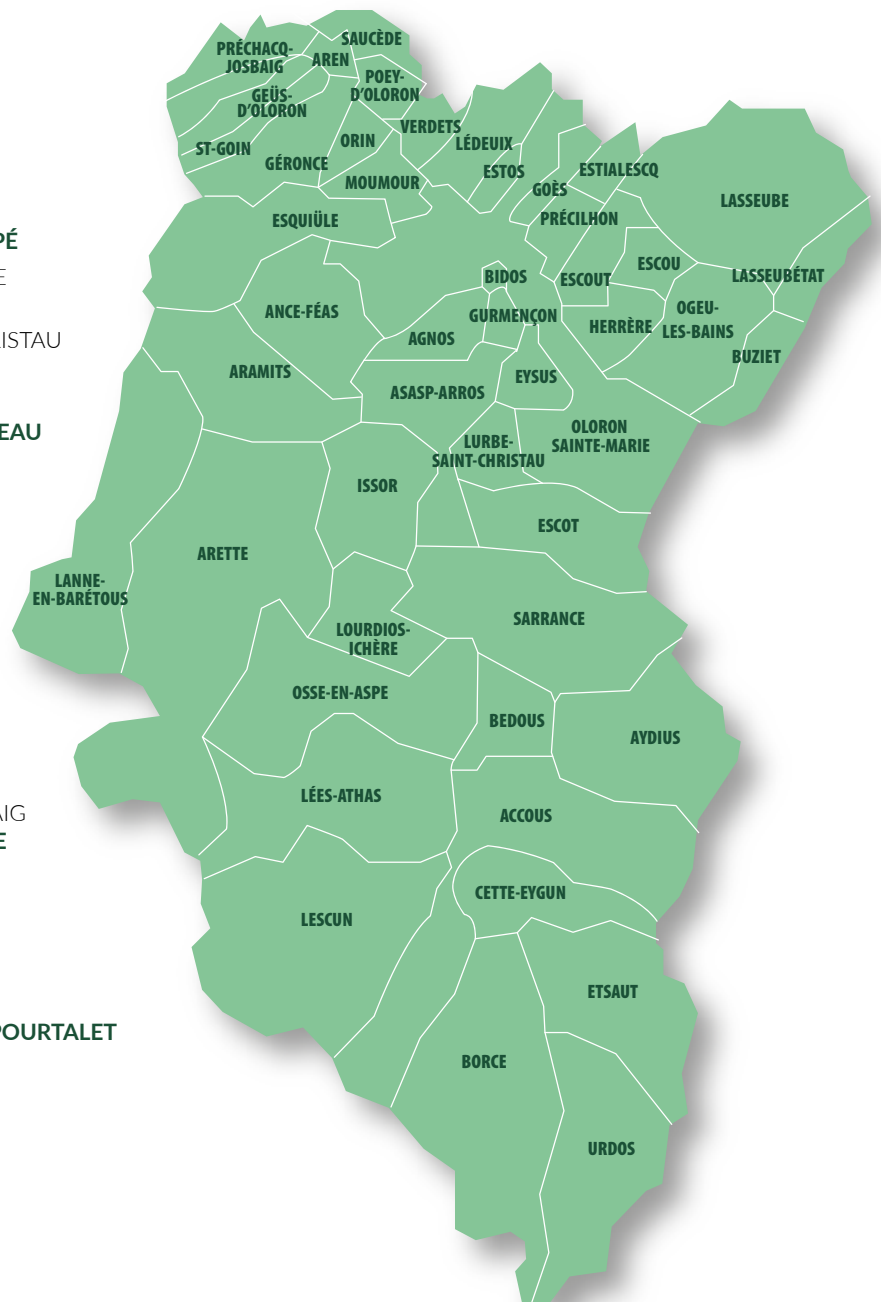 PÉ
E
ISTAU
EAU
AIG
E
POURTALET
SAUCÈDE
PRÉCHACQ-
JOSBAIG
AREN
POEY-
D'OLORON
GEÜS-
D'OLORON
VERDETS
ORIN
LÉDEUIX
ST-GOIN
GÉRONCE
ESTOS
ESTIALESCQ
MOUMOUR
GOÈS
LASSEUBE
ESQUIÜLE
PRÉCILHON
ESCOU
BIDOS
ESCOUT
LASSEUBÉTAT
ANCE-FÉAS
GURMENÇON
OGEU-
LES-BAINS
HERRÈRE
AGNOS
BUZIET
ARAMITS
EYSUS
ASASP-ARROS
OLORON
SAINTE-MARIE
LURBE-
SAINT-CHRISTAU
ISSOR
ESCOT
ARETTE
LANNE-
EN-BARÉTOUS
SARRANCE
LOURDIOS-
ICHÈRE
OSSE-EN-ASPE
BEDOUS
AYDIUS
LÉES-ATHAS
ACCOUS
CETTE-EYGUN
LESCUN
ETSAUT
BORCE
URDOS